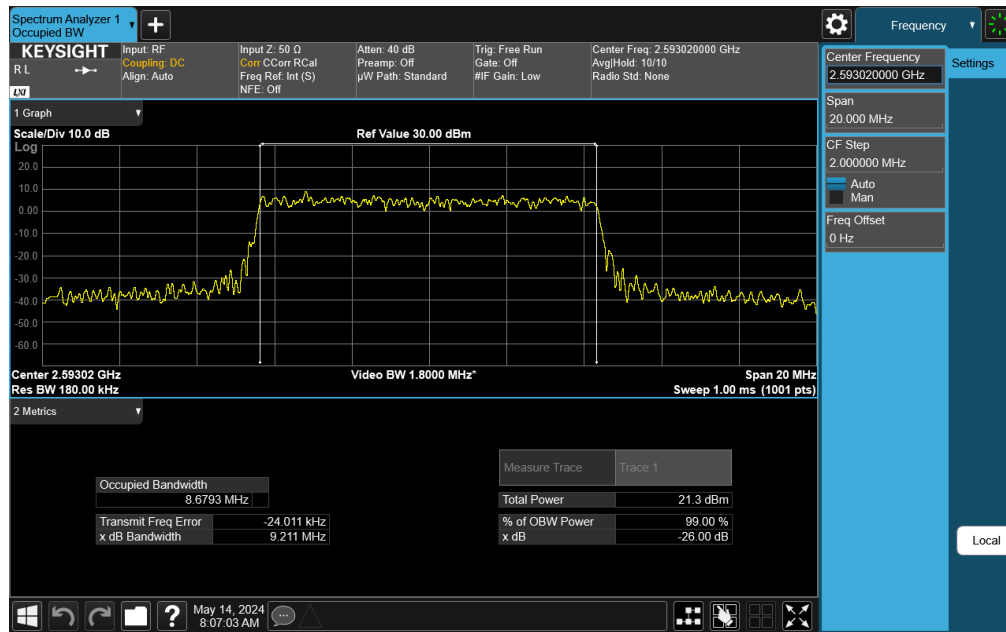 Spectrum Analyzer 1
Occupied BW
+
Frequency
KEYSIGHT
R L
LXI
Input: RF
Coupling: DC
Align: Auto
Input Z: 50 Ω
Corr CCorr RCal
Freq Ref: Int (S)
NFE: Off
Atten: 40 dB
Preamp: Off
µW Path: Standard
Trig: Free Run
Gate: Off
#IF Gain: Low
Center Freq: 2.593020000 GHz
Avg|Hold: 10/10
Radio Std: None
Center Frequency
2.593020000 GHz
Settings
Span
20.000 MHz
CF Step
2.000000 MHz
Auto
Man
Freq Offset
0 Hz
Local
1 Graph
Scale/Div 10.0 dB
Ref Value 30.00 dBm
Log
20.0
10.0
0.00
-10.0
-20.0
-30.0
-40.0
-50.0
-60.0
Center 2.59302 GHz
Video BW 1.8000 MHz*
Span 20 MHz
Res BW 180.00 kHz
Sweep 1.00 ms (1001 pts)
2 Metrics
Measure Trace
Trace 1
Occupied Bandwidth
8.6793 MHz
Total Power
21.3 dBm
Transmit Freq Error
-24.011 kHz
% of OBW Power
99.00 %
x dB Bandwidth
9.211 MHz
x dB
-26.00 dB
?
May 14, 2024
8:07:03 AM